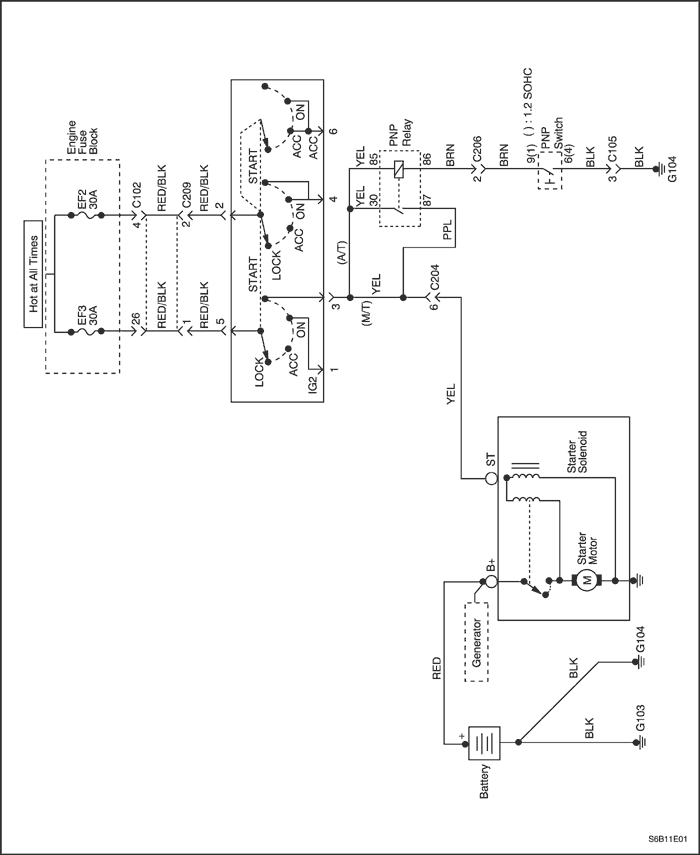 Hot at All Times
Engine
Fuse
Block
EF3
30A
EF2
30A
26
RED/BLK
1
RED/BLK
5
4
C102
RED/BLK
2
C209
RED/BLK
2
LOCK
ACC
ON
IG2
1
START
3
LOCK
ACC
ON
4
START
ACC
ON
ACC
6
(M/T)
YEL
(A/T)
YEL
30
YEL
85
PNP
Relay
87
86
PPL
BRN
2
C206
BRN
9(1)
( ) : 1.2 SOHC
PNP
Switch
6(4)
BLK
3
C105
BLK
G104
6
C204
YEL
ST
Starter
Solenoid
B+
Starter
Motor
M
Generator
RED
+
Battery
BLK
BLK
G103
G104
S6B11E01